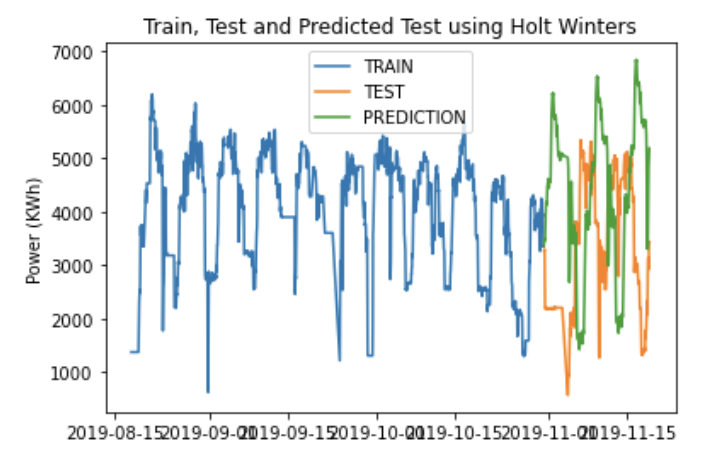 Train, Test and Predicted Test using Holt Winters
TRAIN
TEST
PREDICTION
Power (KWh)
7000
6000
5000
4000
3000
2000
1000
2019-08-15 2019-09-01 2019-09-15 2019-10-01 2019-10-15 2019-11-01 2019-11-15